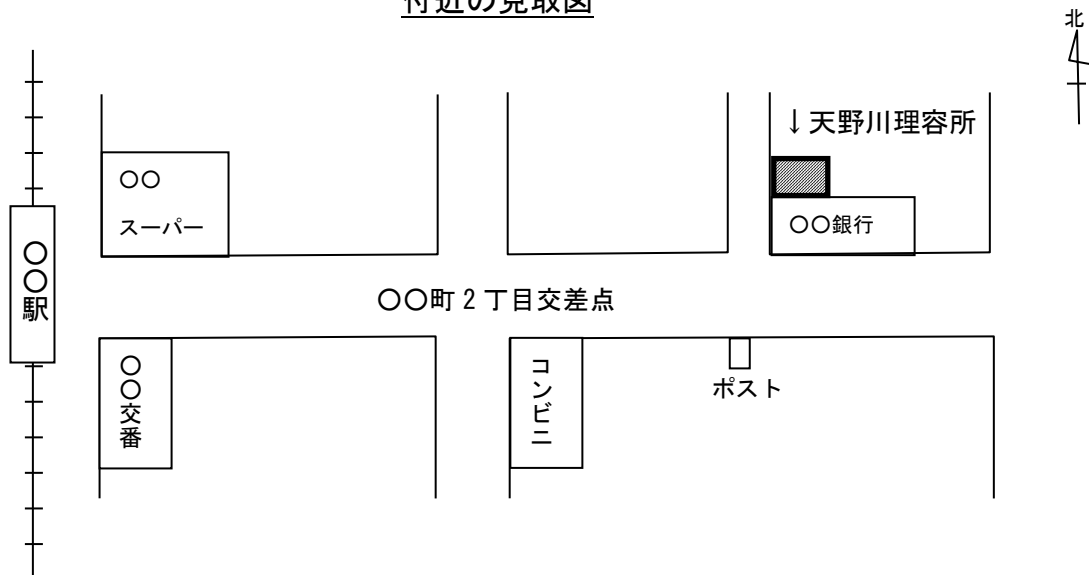 付近の見取図
北
↓天野川理容所
〇〇
スーパー
〇〇銀行
〇〇駅
〇〇町2丁目交差点
〇〇交番
コンビニ
ポスト